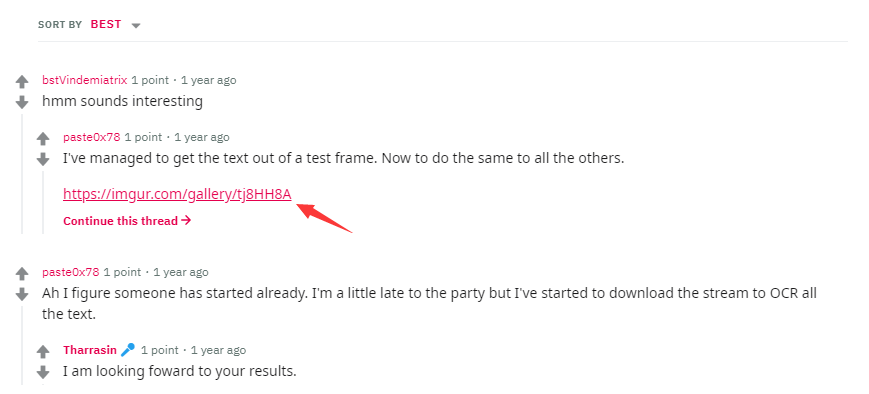 SORT BY BEST
bstVindemiatrix 1 point · 1 year ago
hmm sounds interesting
paste0x78 1 point · 1 year ago
I've managed to get the text out of a test frame. Now to do the same to all the others.
https://imgur.com/gallery/tj8HH8A
Continue this thread →
paste0x78 1 point · 1 year ago
Ah I figure someone has started already. I'm a little late to the party but I've started to download the stream to OCR all
the text.
Tharrasin 1 point · 1 year ago
I am looking foward to your results.